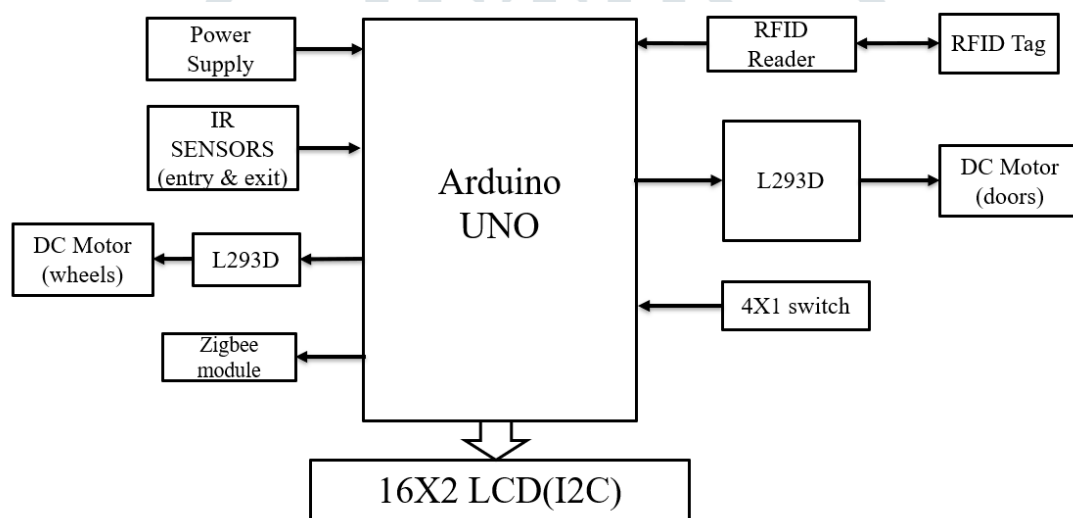 Power
Supply
RFID
Reader
RFID Tag
IR
SENSORS
(entry & exit)
Arduino
UNO
L293D
DC Motor
(doors)
DC Motor
(wheels)
L293D
4X1 switch
Zigbee
module
16X2 LCD(I2C)